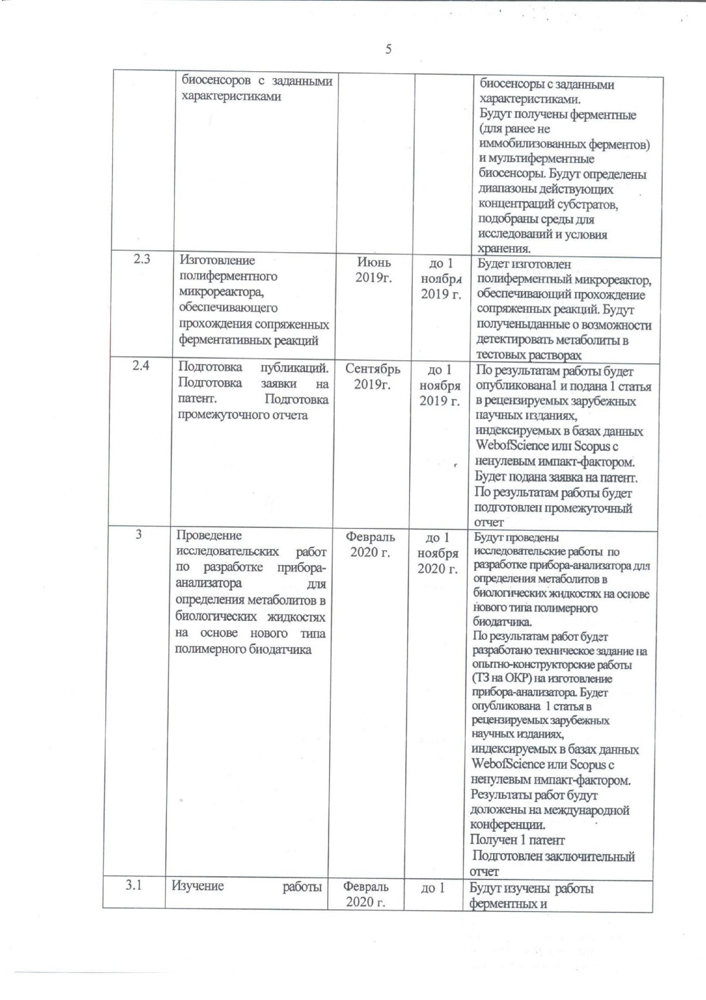 5
биосенсоров с заданными
характеристиками
биосенсоры с заданными
характеристиками.
Будут получены ферментные
(для ранее не
иммобилизованных ферментов)
и мультиферментные
биосенсоры. Будут определены
диапазоны действующих
концентраций субстратов,
подобраны среды для
исследований и условия
хранения.
2.3
Изготовление
полиферментного
микрореактора,
обеспечивающего
прохождения сопряженных
ферментативных реакций
Июнь
2019г.
до 1
ноября
2019 г.
Будет изготовлен
полиферментный микрореактор,
обеспечивающий прохождение
сопряженных реакций. Будут
полученыданные о возможности
детектировать метаболиты в
тестовых растворах
2.4
Подготовка публикаций.
Подготовка заявки на
патент. Подготовка
промежуточного отчета
Сентябрь
2019г.
до 1
ноября
2019 г.
По результатам работы будет
опубликована1 и подана 1 статья
в рецензируемых зарубежных
научных изданиях,
индексируемых в базах данных
WebofScience или Scopus с
ненулевым импакт-фактором.
Будет подана заявка на патент.
По результатам работы будет
подготовлен промежуточный
отчет
3
Проведение
исследовательских работ
по разработке прибора-
анализатора для
определения метаболитов в
биологических жидкостях
на основе нового типа
полимерного биодатчика
Февраль
2020 г.
до 1
ноября
2020 г.
Будут проведены
исследовательские работы по
разработке прибора-анализатора для
определения метаболитов в
биологических жидкостях на основе
нового типа полимерного
биодатчика.
По результатам работ будет
разработано техническое задание на
опытно-конструкторские работы
(ТЗ на ОКР) на изготовление
прибора-анализатора. Будет
опубликована 1 статья в
рецензируемых зарубежных
научных изданиях,
индексируемых в базах данных
WebofScience или Scopus с
ненулевым импакт-фактором.
Результаты работ будут
доложены на международной
конференции.
Получен 1 патент
Подготовлен заключительный
отчет
3.1
Изучение работы
Февраль
2020 г.
до 1
Будут изучены работы
ферментных и